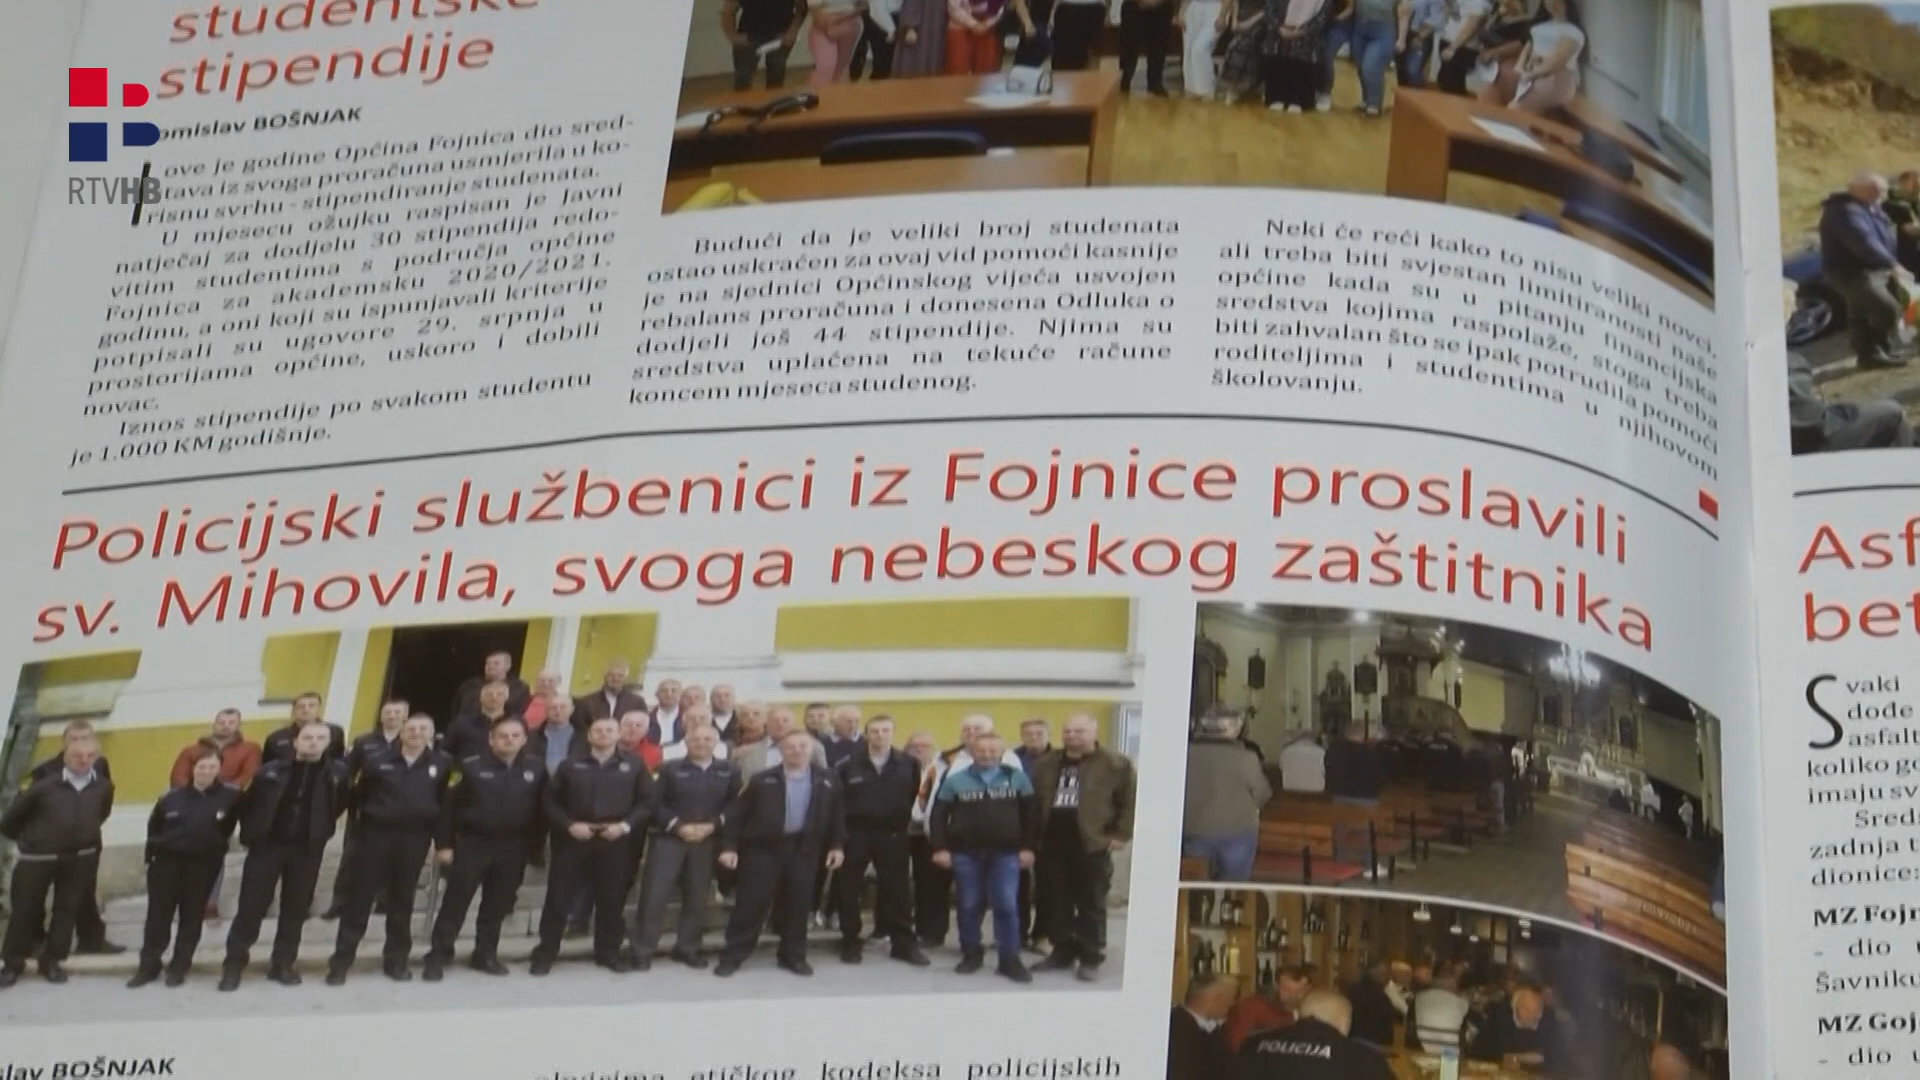 studentske
stipendije
RTVHB
omislav BOŠNJAK
ove je godine Općina Fojnica dio sred-
stava iz svoga proračuna usmjerila u ko-
risnu svrhu - stipendiranje studenata.
U mjesecu ožujku raspisan je Javni
natječaj za dodjelu 30 stipendija redo-
vitim studentima s područja općine
Fojnica za akademsku 2020/2021.
godinu, a oni koji su ispunjavali kriterije
potpisali su ugovore 29. srpnja u
prostorijama općine, uskoro i dobili
novac.
Iznos stipendije po svakom studentu
je 1.000 KM godišnje.
Budući da je veliki broj studenata
ostao uskraćen za ovaj vid pomoći kasnije
je na sjednici Općinskog vijeća usvojen
rebalans proračuna i donesena Odluka o
dodjeli još 44 stipendije. Njima su
sredstva uplaćena na tekuće račune
koncem mjeseca studenog.
Neki će reći kako to nisu veliki novci,
ali treba biti svjestan limitiranosti naše
općine kada su u pitanju financijska
sredstva kojima raspolaže, stoga treba
biti zahvalan što se ipak potrudila pomoći
roditeljima i studentima u njihovom
školovanju.
Policijski službenici iz Fojnice proslavili
sv. Mihovila, svoga nebeskog zaštitnika
POLICIJA
slav BOŠNJAK
etičkog kodeksa policijskih
Asf
bet
Svaki
dođe
asfalt
koliko go
imaju sv
Sreds
zadnja t
dionice:
MZ Fojn
- dio u
Šavniku
MZ Goj
- dio u